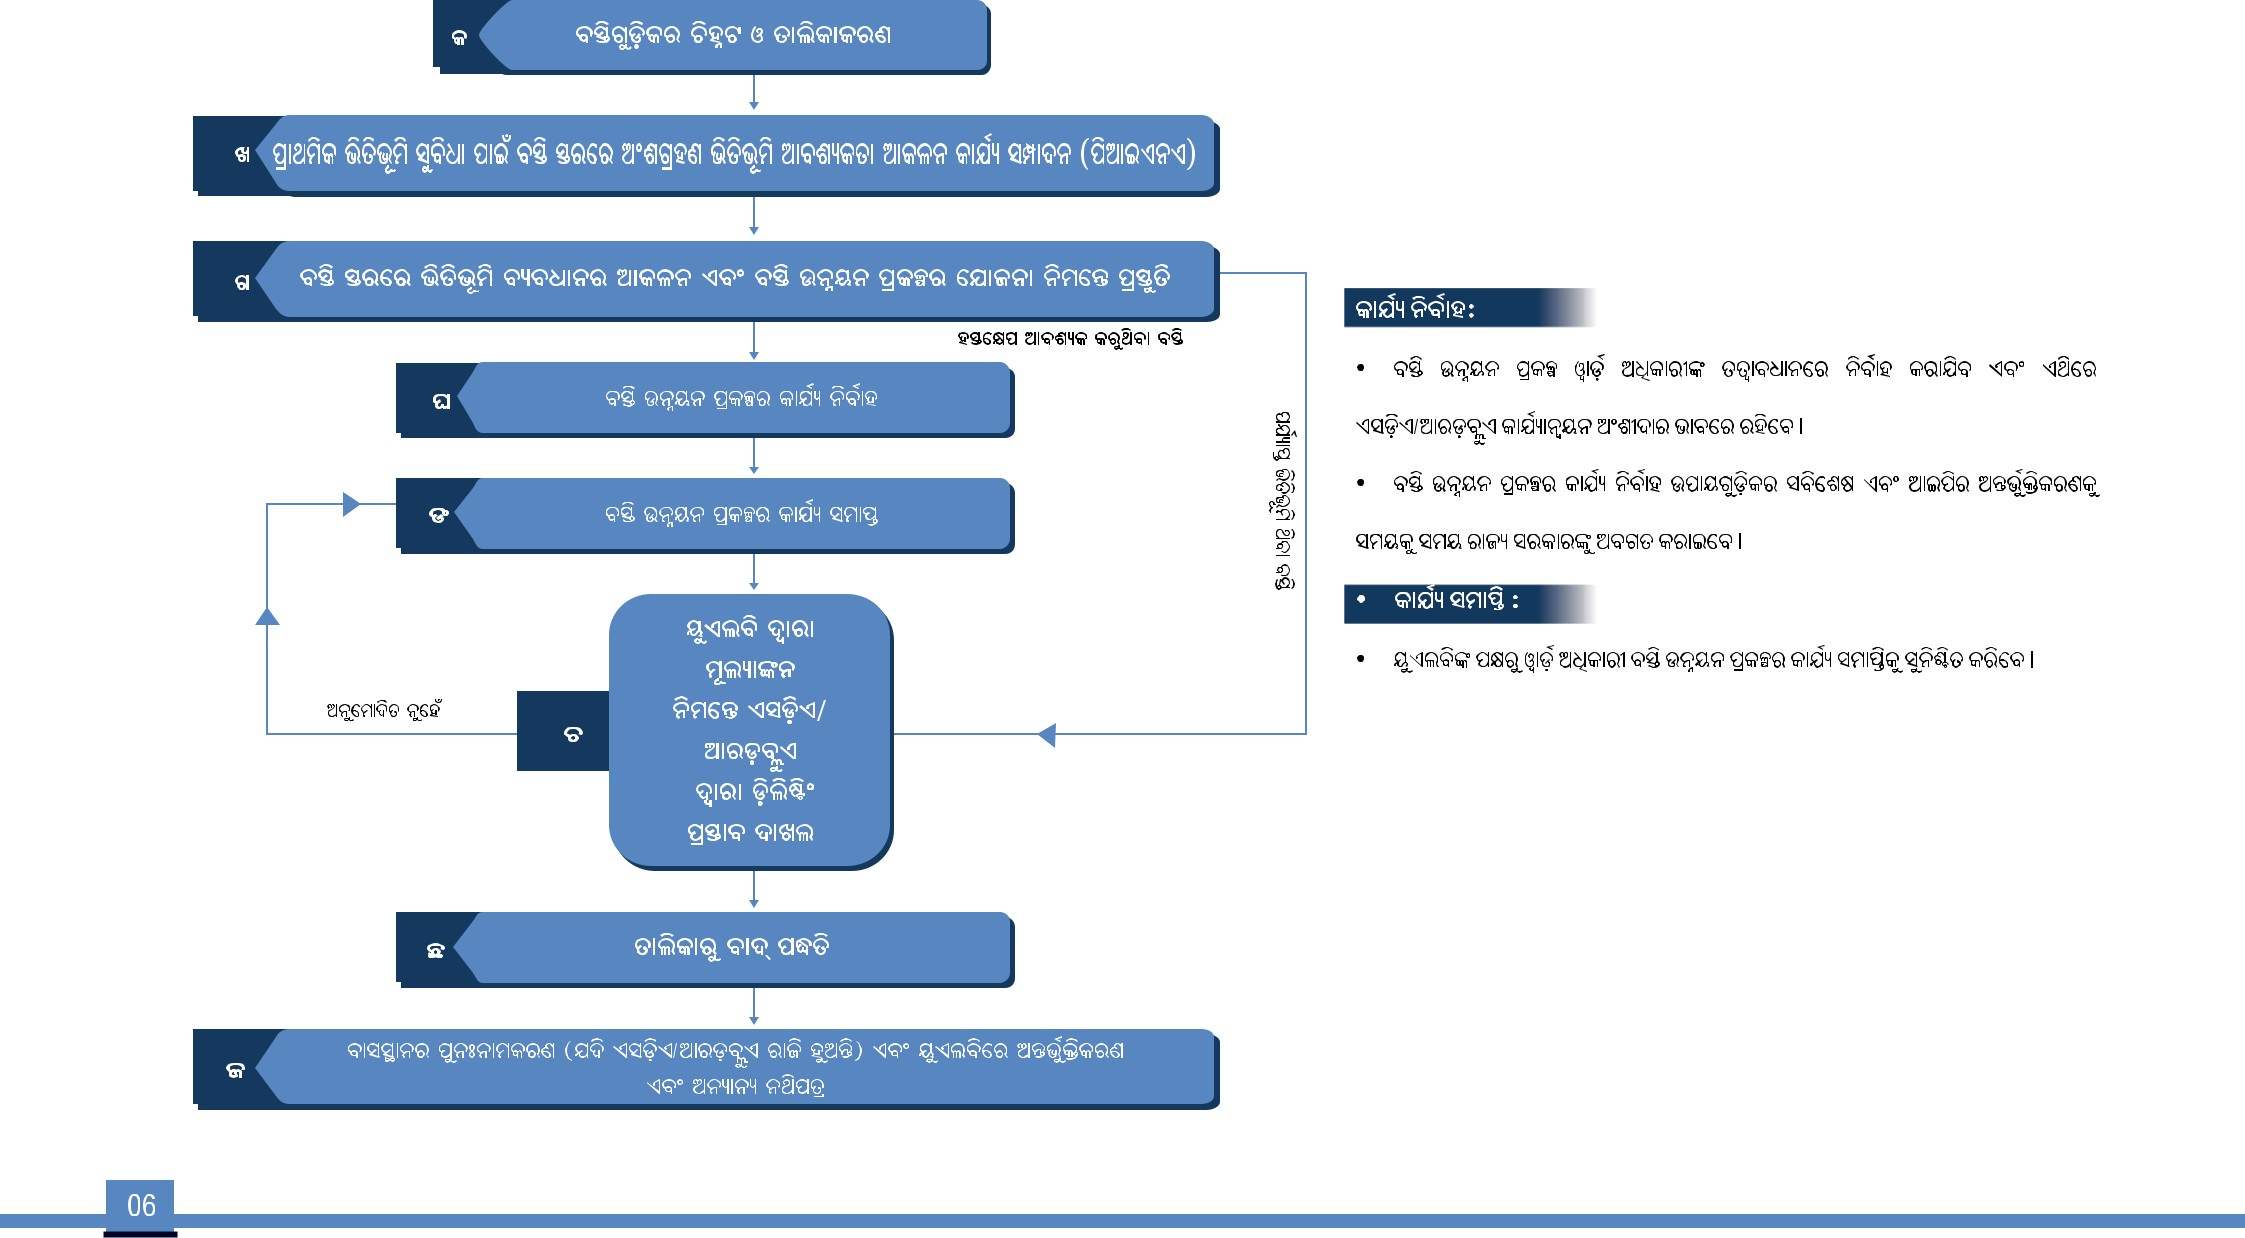 କ
ବସ୍ତିଗୁଡ଼ିକର ଚିହ୍ନଟ ଓ ତାଲିକାକରଣ
ଖ
ପ୍ରାଥମିକ ଭିତିଭୂମି ସୁବିଧା ପାଇଁ ବସ୍ତି ସ୍ତରରେ ଅଂଶଗ୍ରହଣ ଭିତିଭୂମି ଆବଶ୍ୟକତା ଆକଳନ କାର୍ଯ୍ୟ ସମ୍ପାଦନ (ପିଆଇଏନଏ)
ଗ
ବସ୍ତି ସ୍ତରରେ ଭିତିଭୂମି ବ୍ୟବଧାନର ଆକଳନ ଏବଂ ବସ୍ତି ଉନ୍ନୟନ ପ୍ରକଳ୍ପର ଯୋଜନା ନିମନ୍ତେ ପ୍ରସ୍ତୁତି
ହସ୍ତକ୍ଷେପ ଆବଶ୍ୟକ କରୁଥିବା ବସ୍ତି
ଘ
ବସ୍ତି ଉନ୍ନୟନ ପ୍ରକଳ୍ପର କାର୍ଯ୍ୟ ନିର୍ବାହ
ପର୍ଯ୍ୟାପ୍ତ ଭିତିଭୂମି ଥିବା ବସ୍ତି
ଙ
ବସ୍ତି ଉନ୍ନୟନ ପ୍ରକଳ୍ପର କାର୍ଯ୍ୟ ସମାପ୍ତ
ୟୁଏଲବି ଦ୍ୱାରା
ମୂଲ୍ୟାଙ୍କନ
ନିମନ୍ତେ ଏସଡ଼ିଏ/
ଆରଡ଼ବ୍ଲୁଏ
ଦ୍ୱାରା ଡ଼ିଲିଷ୍ଟିଂ
ପ୍ରସ୍ତାବ ଦାଖଲ
ଚ
ଅନୁମୋଦିତ ନୁହେଁ
ଛ
ତାଲିକାରୁ ବାଦ୍ ପଦ୍ଧତି
ଜ
ବାସସ୍ଥାନର ପୁନଃନାମକରଣ (ଯଦି ଏସଡ଼ିଏ/ଆରଡ଼ବ୍ଲୁଏ ରାଜି ହୁଅନ୍ତି) ଏବଂ ୟୁଏଲବିରେ ଅନ୍ତର୍ଭୁକ୍ତିକରଣ
ଏବଂ ଅନ୍ୟାନ୍ୟ ନଥିପତ୍ର
କାର୍ଯ୍ୟ ନିର୍ବାହ:
• ବସ୍ତି ଉନ୍ନୟନ ପ୍ରକଳ୍ପ ୱାର୍ଡ଼ ଅଧିକାରୀଙ୍କ ତତ୍ତ୍ୱାବଧାନରେ ନିର୍ବାହ କରାଯିବ ଏବଂ ଏଥିରେ
ଏସଡ଼ିଏ/ଆରଡ଼ବ୍ଲୁଏ କାର୍ଯ୍ୟାନ୍ୱୟନ ଅଂଶୀଦାର ଭାବରେ ରହିବେ ।
• ବସ୍ତି ଉନ୍ନୟନ ପ୍ରକଳ୍ପର କାର୍ଯ୍ୟ ନିର୍ବାହ ଉପାୟଗୁଡ଼ିକର ସବିଶେଷ ଏବଂ ଆଇପିର ଅନ୍ତର୍ଭୁକ୍ତିକରଣକୁ
ସମୟକୁ ସମୟ ରାଜ୍ୟ ସରକାରଙ୍କୁ ଅବଗତ କରାଇବେ ।
• କାର୍ଯ୍ୟ ସମାପ୍ତି :
• ୟୁଏଲବିଙ୍କ ପକ୍ଷରୁ ୱାର୍ଡ଼ ଅଧିକାରୀ ବସ୍ତି ଉନ୍ନୟନ ପ୍ରକଳ୍ପର କାର୍ଯ୍ୟ ସମାପ୍ତିକୁ ସୁନିଶ୍ଚିତ କରିବେ ।
06